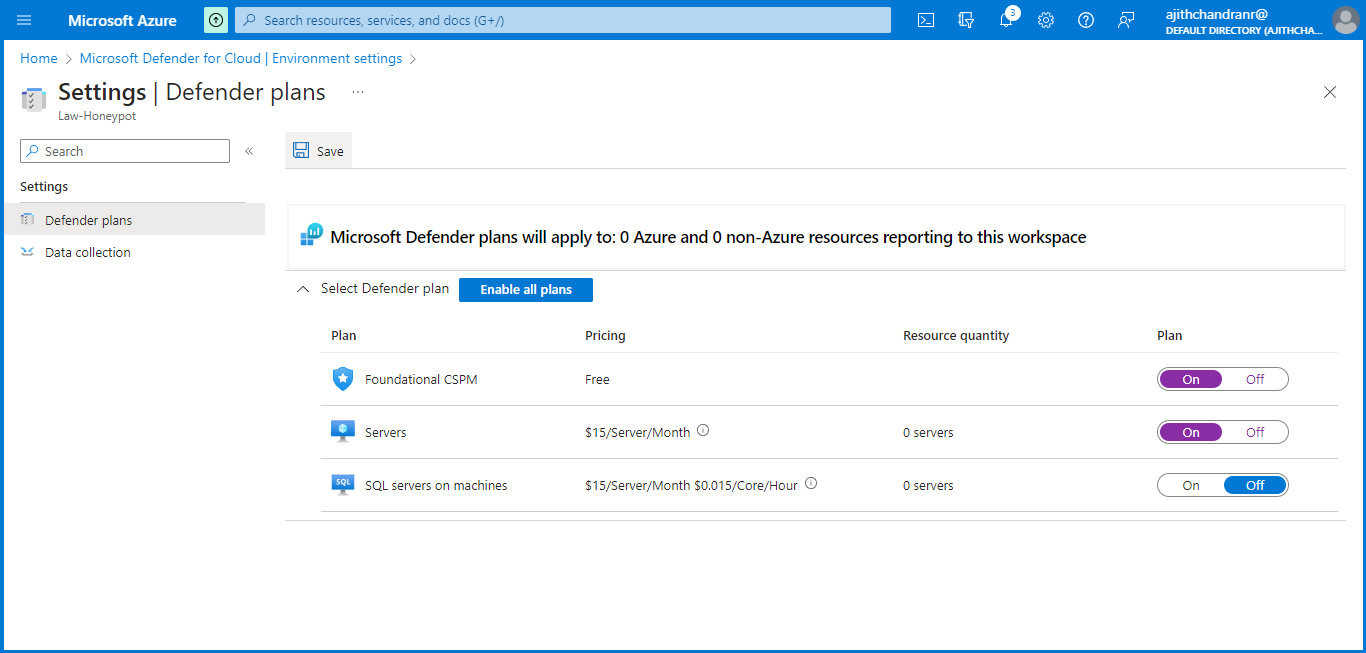 Microsoft Azure
Search resources, services, and docs (G+/)
3
ajithchandranr@
DEFAULT DIRECTORY (AJITHCHA...
Home > Microsoft Defender for Cloud | Environment settings >
Settings | Defender plans ...
Law-Honeypot
Search
«
Save
Settings
Defender plans
Data collection
Microsoft Defender plans will apply to: 0 Azure and 0 non-Azure resources reporting to this workspace
Select Defender plan Enable all plans
Plan Pricing Resource quantity Plan
Foundational CSPM Free On Off
Servers $15/Server/Month 0 servers On Off
SQL SQL servers on machines $15/Server/Month $0.015/Core/Hour 0 servers On Off